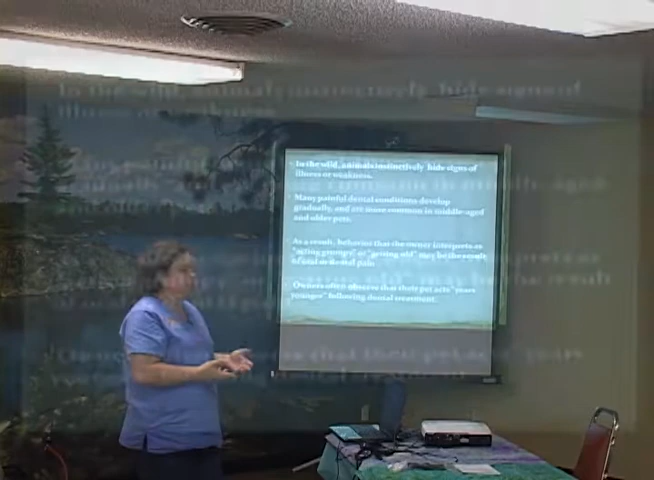 In the wild, animals instinctively hide signs of
illness or weakness.
Many painful dental conditions develop
gradually, and are more common in middle-aged
and older pets.
As a result, behavior that the owner interprets as
"acting grumpy" or "getting old" may be the result
of oral or dental pain.
Owners often observe that their pet acts "years
younger" following dental treatment.